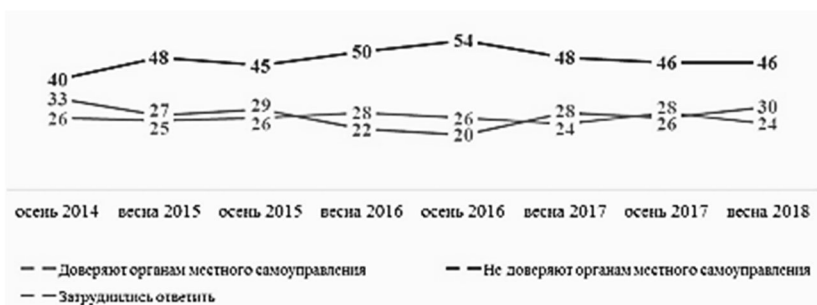 40 48 45 50 54 48 46 46
33 27 29 28 26 28 28 30
26 25 26 22 20 24 26 24
осень 2014 весна 2015 осень 2015 весна 2016 осень 2016 весна 2017 осень 2017 весна 2018
Доверяют органам местного самоуправления Не доверяют органам местного самоуправления
Затруднились ответить